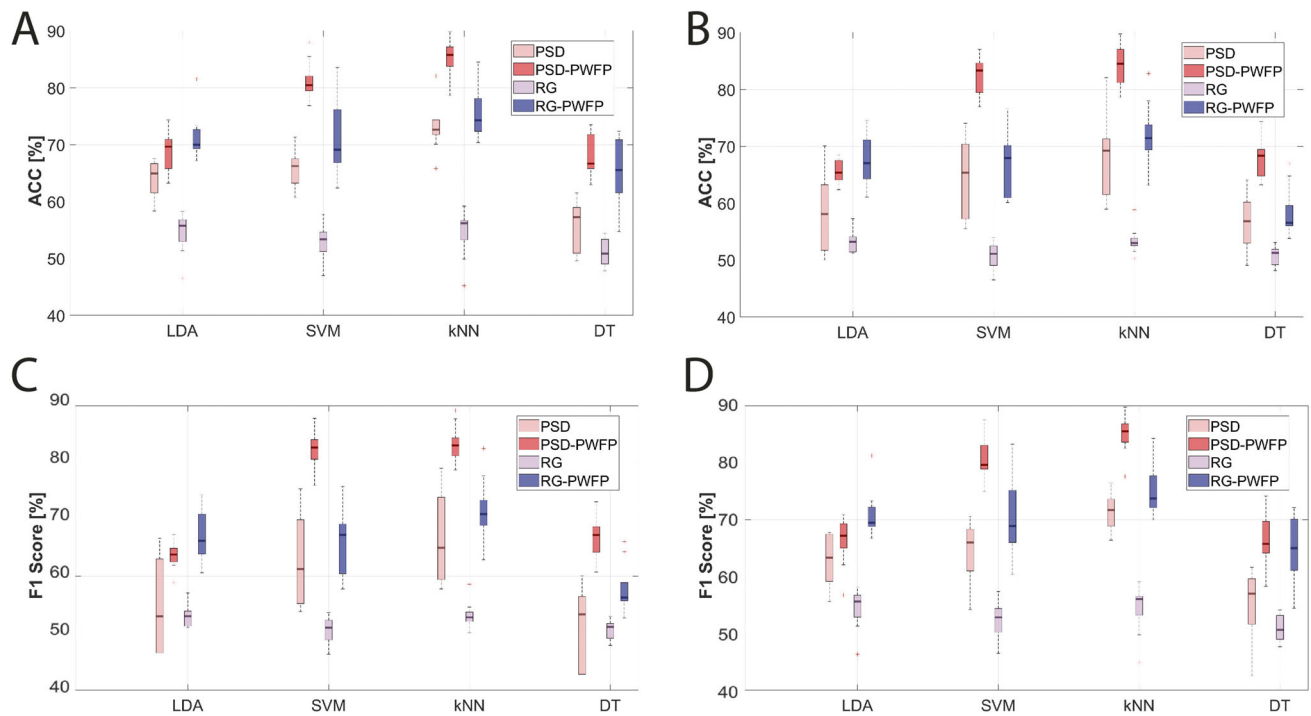 A
ACC [%]
90
80
70
60
50
40
LDA
SVM
kNN
DT
PSD
PSD-PWFP
RG
RG-PWFP
B
ACC [%]
90
80
70
60
50
40
LDA
SVM
kNN
DT
PSD
PSD-PWFP
RG
RG-PWFP
C
F1 Score [%]
90
80
70
60
50
40
LDA
SVM
kNN
DT
PSD
PSD-PWFP
RG
RG-PWFP
D
F1 Score [%]
90
80
70
60
50
40
LDA
SVM
kNN
DT
PSD
PSD-PWFP
RG
RG-PWFP